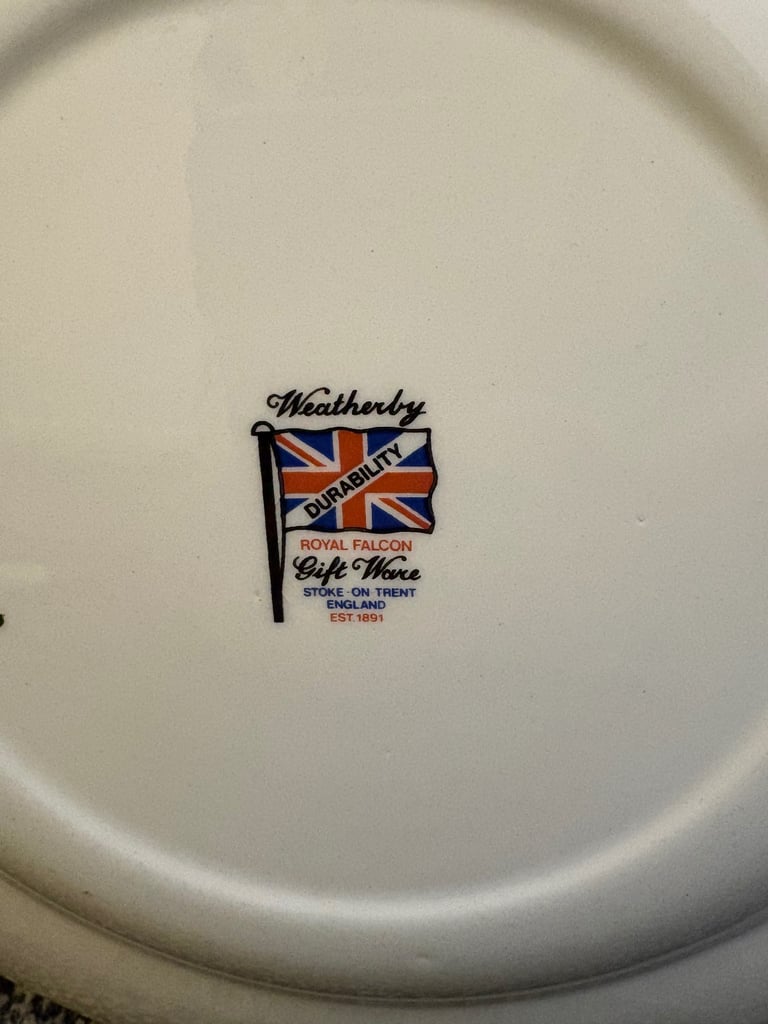 Weatherby
DURABILITY
ROYAL FALCON
Gift Ware
STOKE-ON TRENT
ENGLAND
EST. 1891